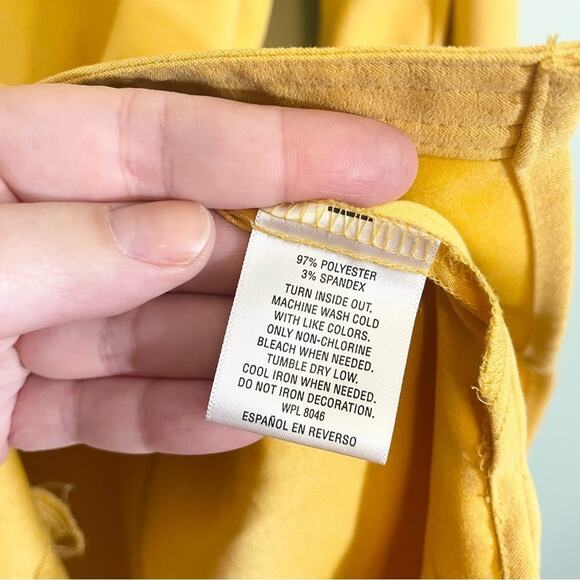 97% POLYESTER
3% SPANDEX
TURN INSIDE OUT.
MACHINE WASH COLD
WITH LIKE COLORS.
ONLY NON-CHLORINE
BLEACH WHEN NEEDED.
TUMBLE DRY LOW.
COOL IRON WHEN NEEDED.
DO NOT IRON DECORATION.
WPL 8046
ESPAÑOL EN REVERSO